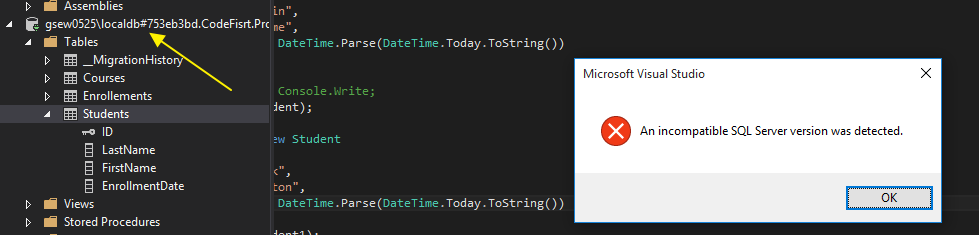 Assemblies
gsew0525\localdb#753eb3bd.CodeFisrt.Pro
Tables
__MigrationHistory
Courses
Enrollements
Students
ID
LastName
FirstName
EnrollmentDate
Views
Stored Procedures
in",
me",
DateTime.Parse(DateTime.Today.ToString())
Console.Write;
dent);
ew Student
k",
ton",
DateTime.Parse(DateTime.Today.ToString())
dent1);
Microsoft Visual Studio
An incompatible SQL Server version was detected.
OK